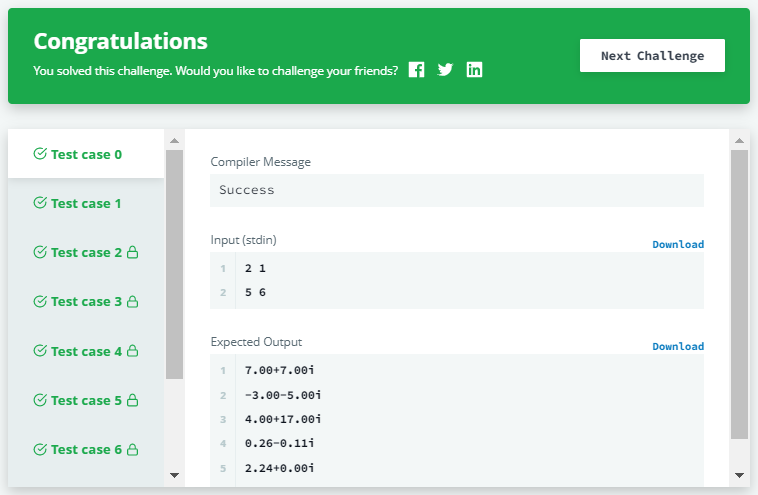 Congratulations
You solved this challenge. Would you like to challenge your friends?
Next Challenge
Test case 0
Test case 1
Test case 2
Test case 3
Test case 4
Test case 5
Test case 6
Compiler Message
Success
Input (stdin)
Download
1 2 1
2 5 6
Expected Output
Download
1 7.00+7.00i
2 -3.00-5.00i
3 4.00+17.00i
4 0.26-0.11i
5 2.24+0.00i